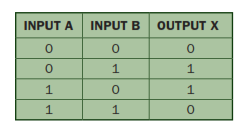 INPUT A INPUT B OUTPUT X
0 0 0
0 1 1
1 0 1
1 1 0